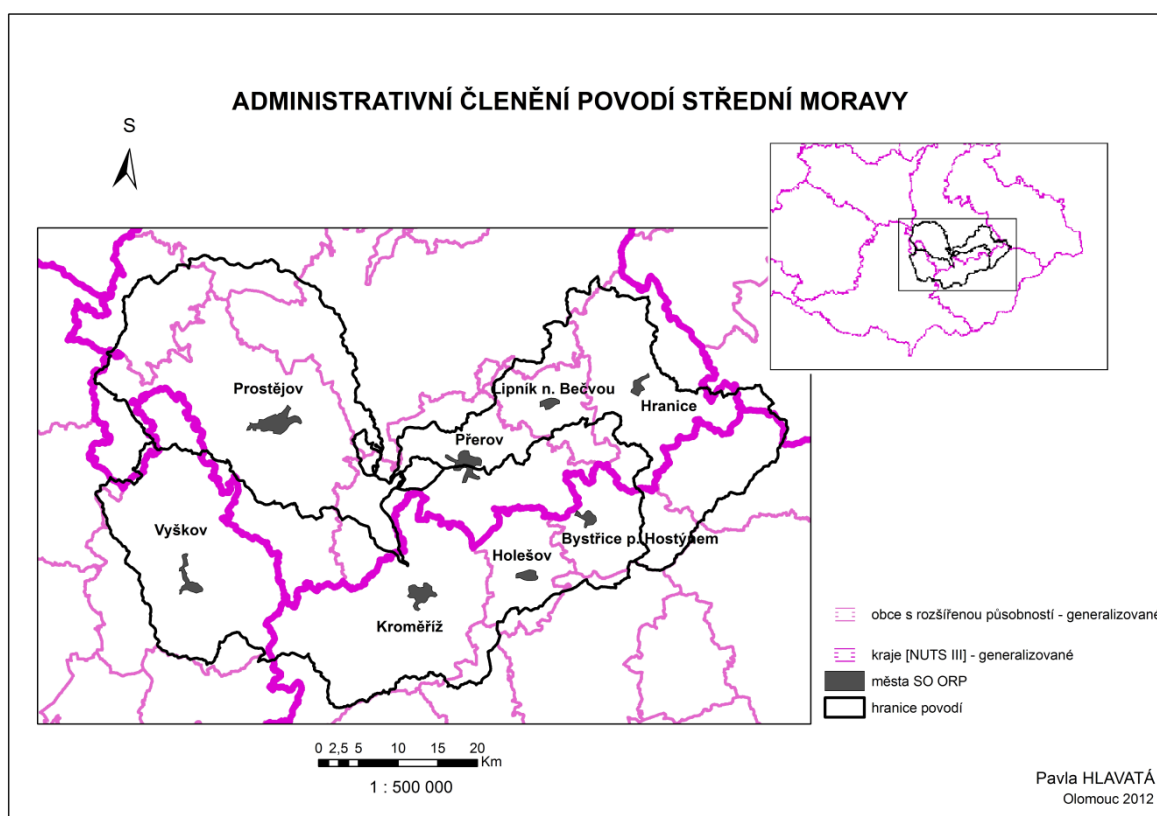 ADMINISTRATIVNÍ ČLENĚNÍ POVODÍ STŘEDNÍ MORAVY
S
Prostějov
Lipník n. Bečvou
Hranice
Přerov
Vyškov
Bystřice p. Hostýnem
Holešov
Kroměříž
obce s rozšířenou působností - generalizované
kraje [NUTS III] - generalizované
města SO ORP
hranice povodí
0 2,5 5 10 15 20
Km
1 : 500 000
Pavla HLAVATÁ
Olomouc 2012